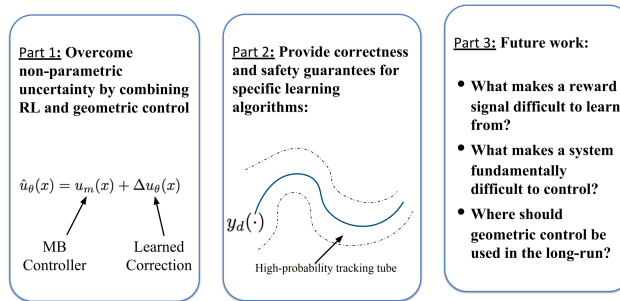 Part 1: Overcome
non-parametric
uncertainty by combining
RL and geometric control
û_θ(x) = u_m(x) + Δu_θ(x)
MB
Controller
Learned
Correction
Part 2: Provide correctness
and safety guarantees for
specific learning
algorithms:
y_d(·)
High-probability tracking tube
Part 3: Future work:
• What makes a reward
signal difficult to learn
from?
• What makes a system
fundamentally
difficult to control?
• Where should
geometric control be
used in the long-run?